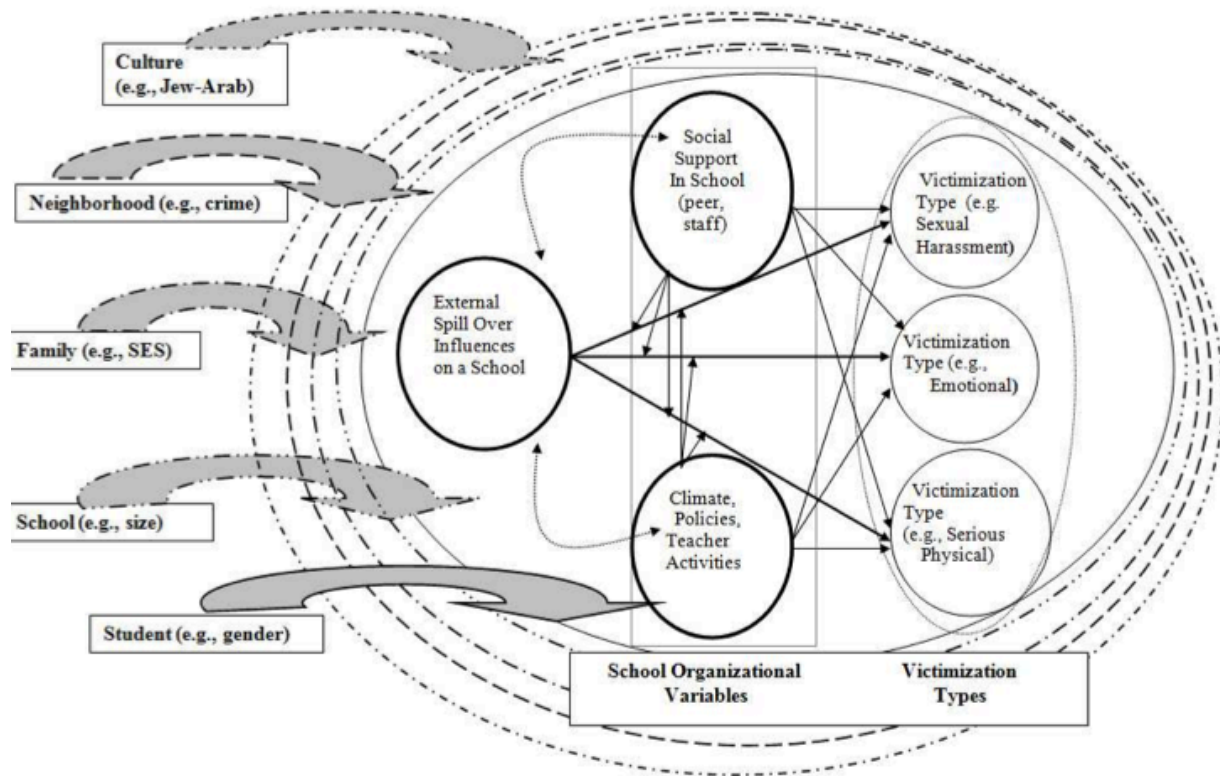 Culture
(e.g., Jew-Arab)
Neighborhood (e.g., crime)
Family (e.g., SES)
School (e.g., size)
Student (e.g., gender)
External
Spill Over
Influences
on a School
Social
Support
In School
(peer,
staff)
Climate,
Policies,
Teacher
Activities
Victimization
Type (e.g.
Sexual
Harassment)
Victimization
Type (e.g.,
Emotional)
Victimization
Type
(e.g., Serious
Physical)
School Organizational
Variables
Victimization
Types